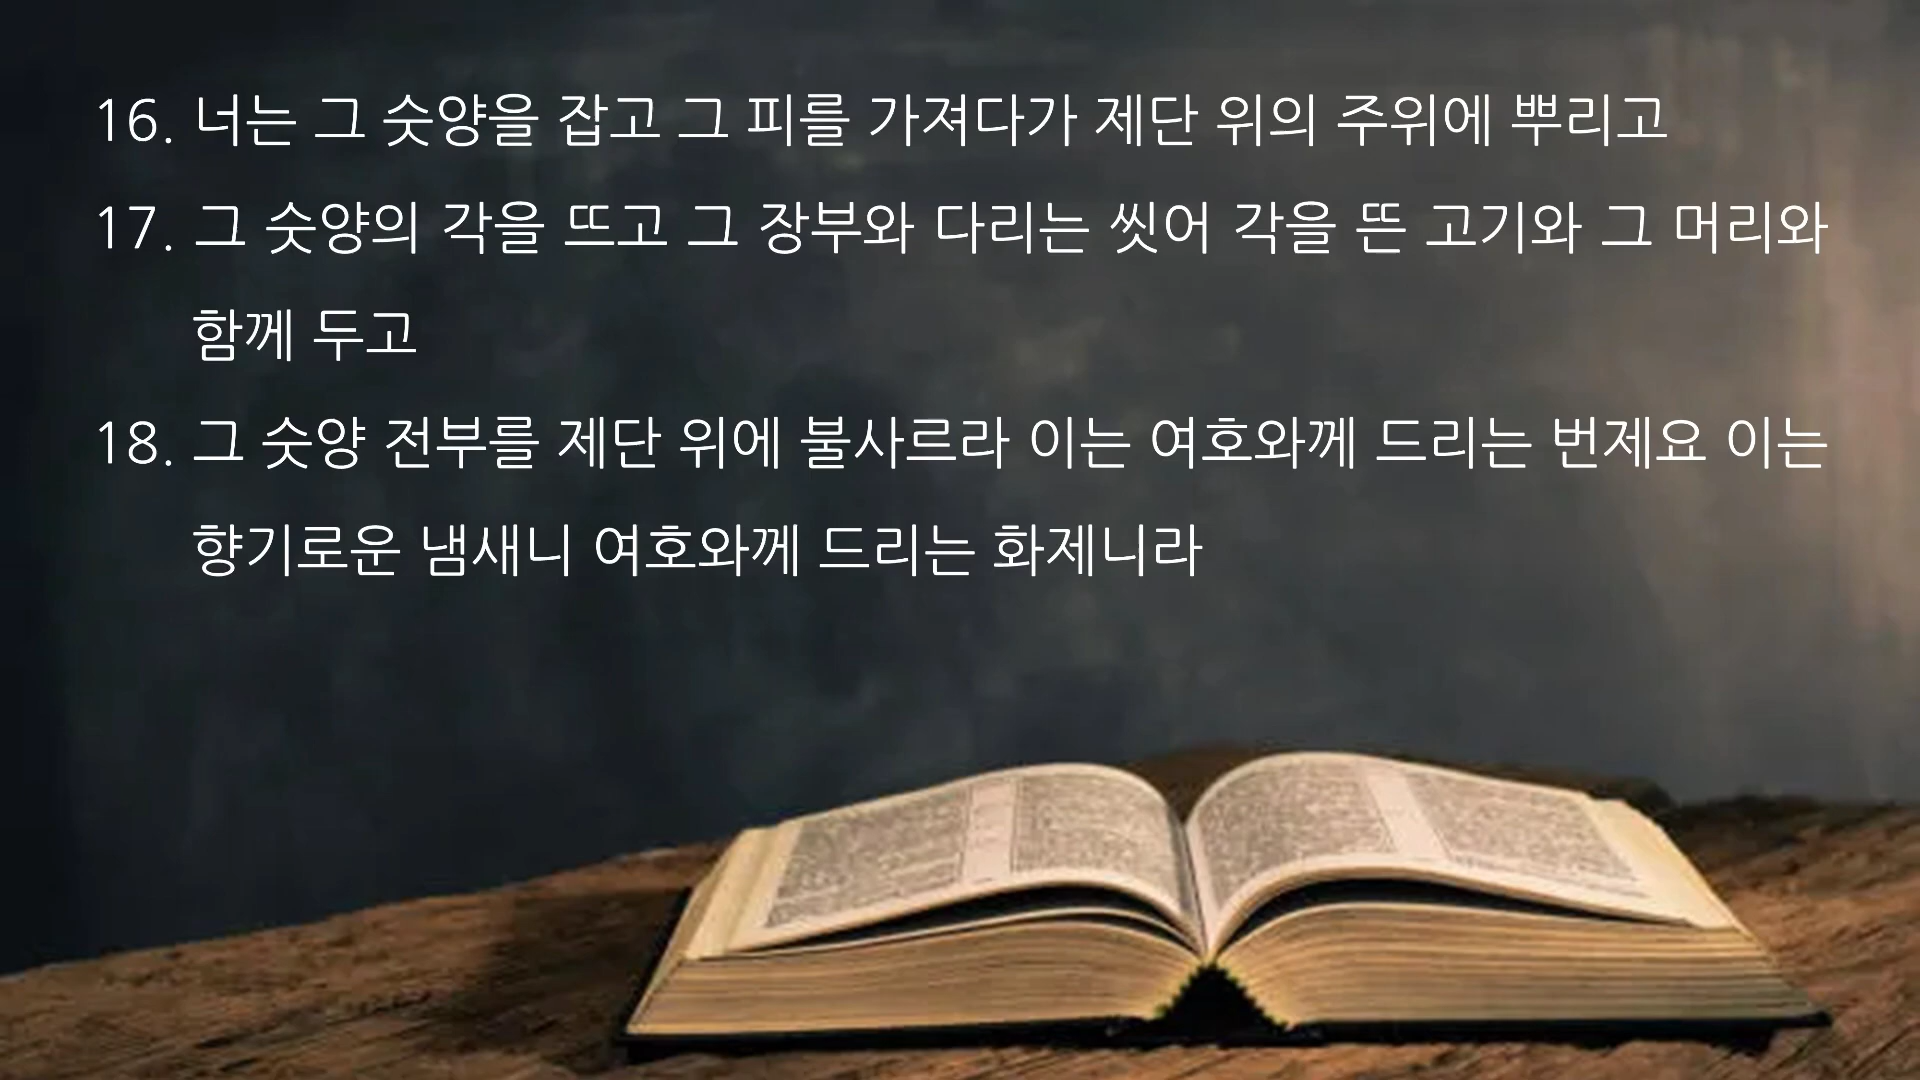 16. 너는 그 숫양을 잡고 그 피를 가져다가 제단 위의 주위에 뿌리고
17. 그 숫양의 각을 뜨고 그 장부와 다리는 씻어 각을 뜬 고기와 그 머리와
함께 두고
18. 그 숫양 전부를 제단 위에 불사르라 이는 여호와께 드리는 번제요 이는
향기로운 냄새니 여호와께 드리는 화제니라